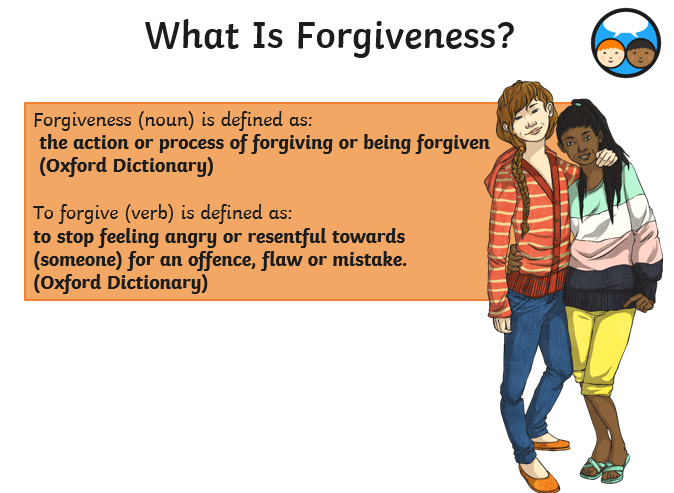 What Is Forgiveness?
Forgiveness (noun) is defined as:
the action or process of forgiving or being forgiven
(Oxford Dictionary)
To forgive (verb) is defined as:
to stop feeling angry or resentful towards
(someone) for an offence, flaw or mistake.
(Oxford Dictionary)